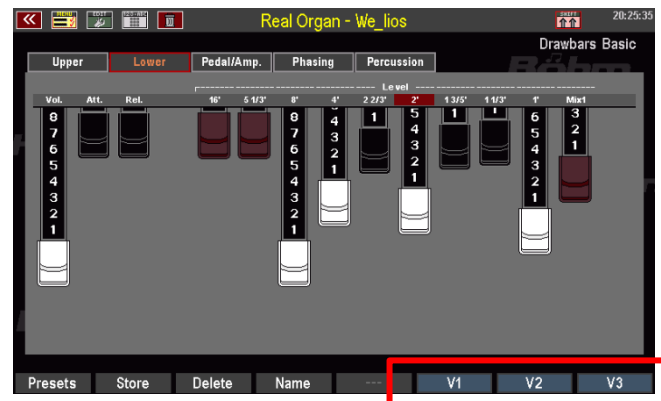 MENU EDIT 123..ABC Real Organ - We_lios SHIFT 20:25:35
Drawbars Basic
Böhm
Upper Lower Pedal/Amp. Phasing Percussion
Level
Vol. Att. Rel. 16' 5 1/3' 8' 4' 2 2/3' 2' 1 3/5' 1 1/3' 1' Mix1
8 8 4 1 5 1 1 6 3
7 7 3 4 5 2
6 6 2 3 4 1
5 5 1 2 3
4 4 1 2
3 3 1
2 2
1 1
Presets Store Delete Name --- V1 V2 V3